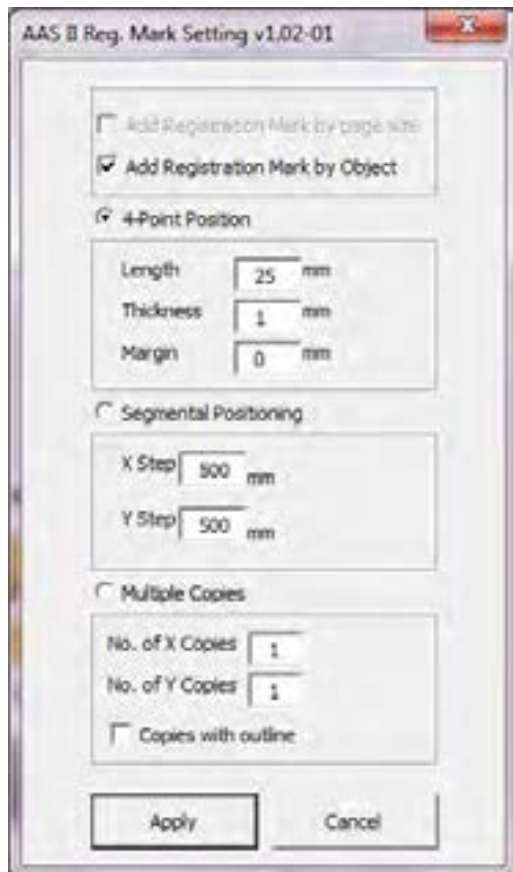 AAS II Reg. Mark Setting v1.02-01
Add Registration Mark by page size
Add Registration Mark by Object
4-Point Position
Length 25 mm
Thickness 1 mm
Margin 0 mm
Segmental Positioning
X Step 500 mm
Y Step 500 mm
Multiple Copies
No. of X Copies 1
No. of Y Copies 1
Copies with outline
Apply Cancel